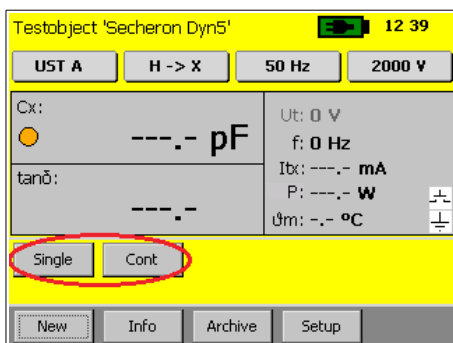 Testobject 'Secheron Dyn5' 12 39
UST A H -> X 50 Hz 2000 V
Cx:
---.- pF
tanδ:
---.-
Ut: 0 V
f: 0 Hz
Itx: ---.- mA
P: ---.- W
ϑm: -.- ºC
Single Cont
New Info Archive Setup